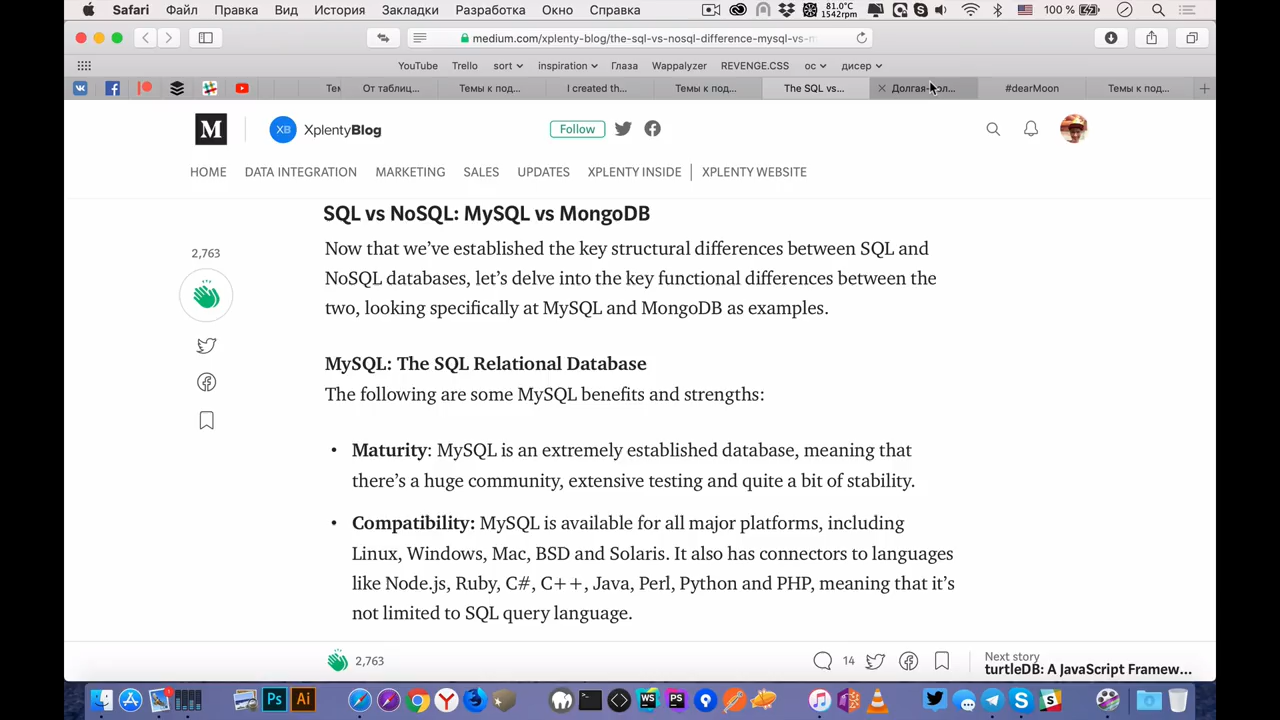 Safari Файл Правка Вид История Закладки Разработка Окно Справка 81.0°C 1542rpm 100 %
medium.com/xplenty-blog/the-sql-vs-nosql-difference-mysql-vs-m
YouTube Trello sort inspiration Глаза Wappalyzer REVENGE.CSS ос дисер
Тем От таблиц... Темы к под... I created th... Темы к под... The SQL vs... #dearMoon Темы к под...
M XB XplentyBlog Follow
HOME DATA INTEGRATION MARKETING SALES UPDATES XPLENTY INSIDE | XPLENTY WEBSITE
SQL vs NoSQL: MySQL vs MongoDB
Now that we've established the key structural differences between SQL and
NoSQL databases, let's delve into the key functional differences between the
two, looking specifically at MySQL and MongoDB as examples.
2,763
MySQL: The SQL Relational Database
The following are some MySQL benefits and strengths:
• Maturity: MySQL is an extremely established database, meaning that
there's a huge community, extensive testing and quite a bit of stability.
• Compatibility: MySQL is available for all major platforms, including
Linux, Windows, Mac, BSD and Solaris. It also has connectors to languages
like Node.js, Ruby, C#, C++, Java, Perl, Python and PHP, meaning that it's
not limited to SQL query language.
2,763 14 Next story
turtleDB: A JavaScript Framew...
Ps Ai WS PS